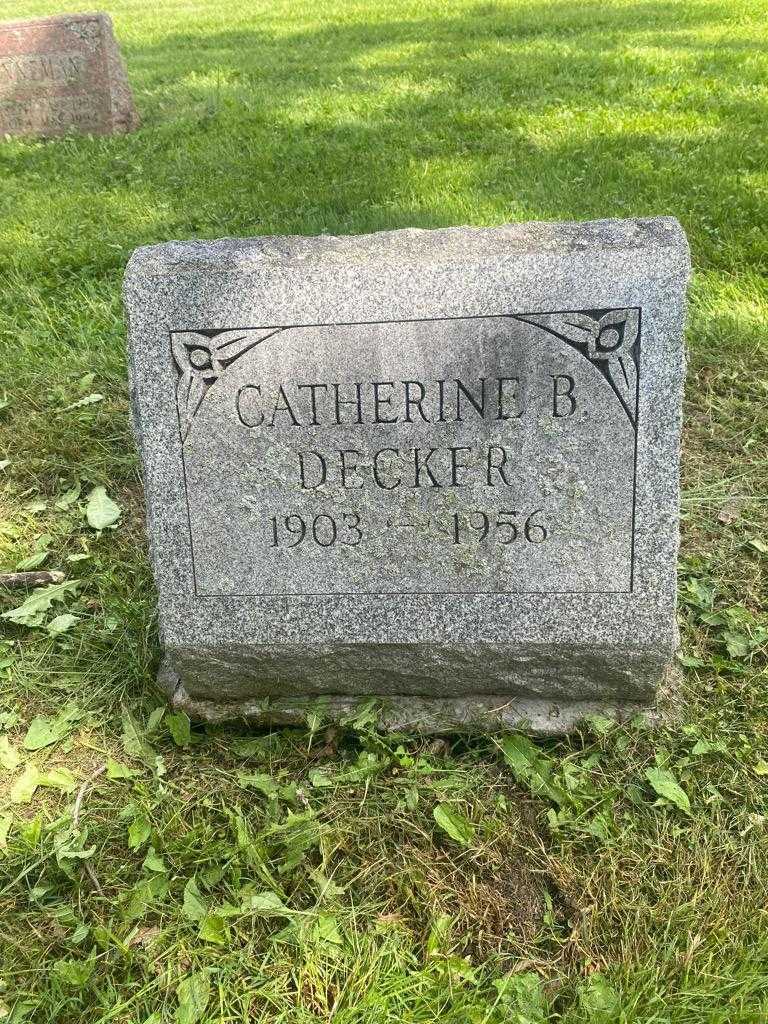 CATHERINE B.
DECKER
1903 - 1956